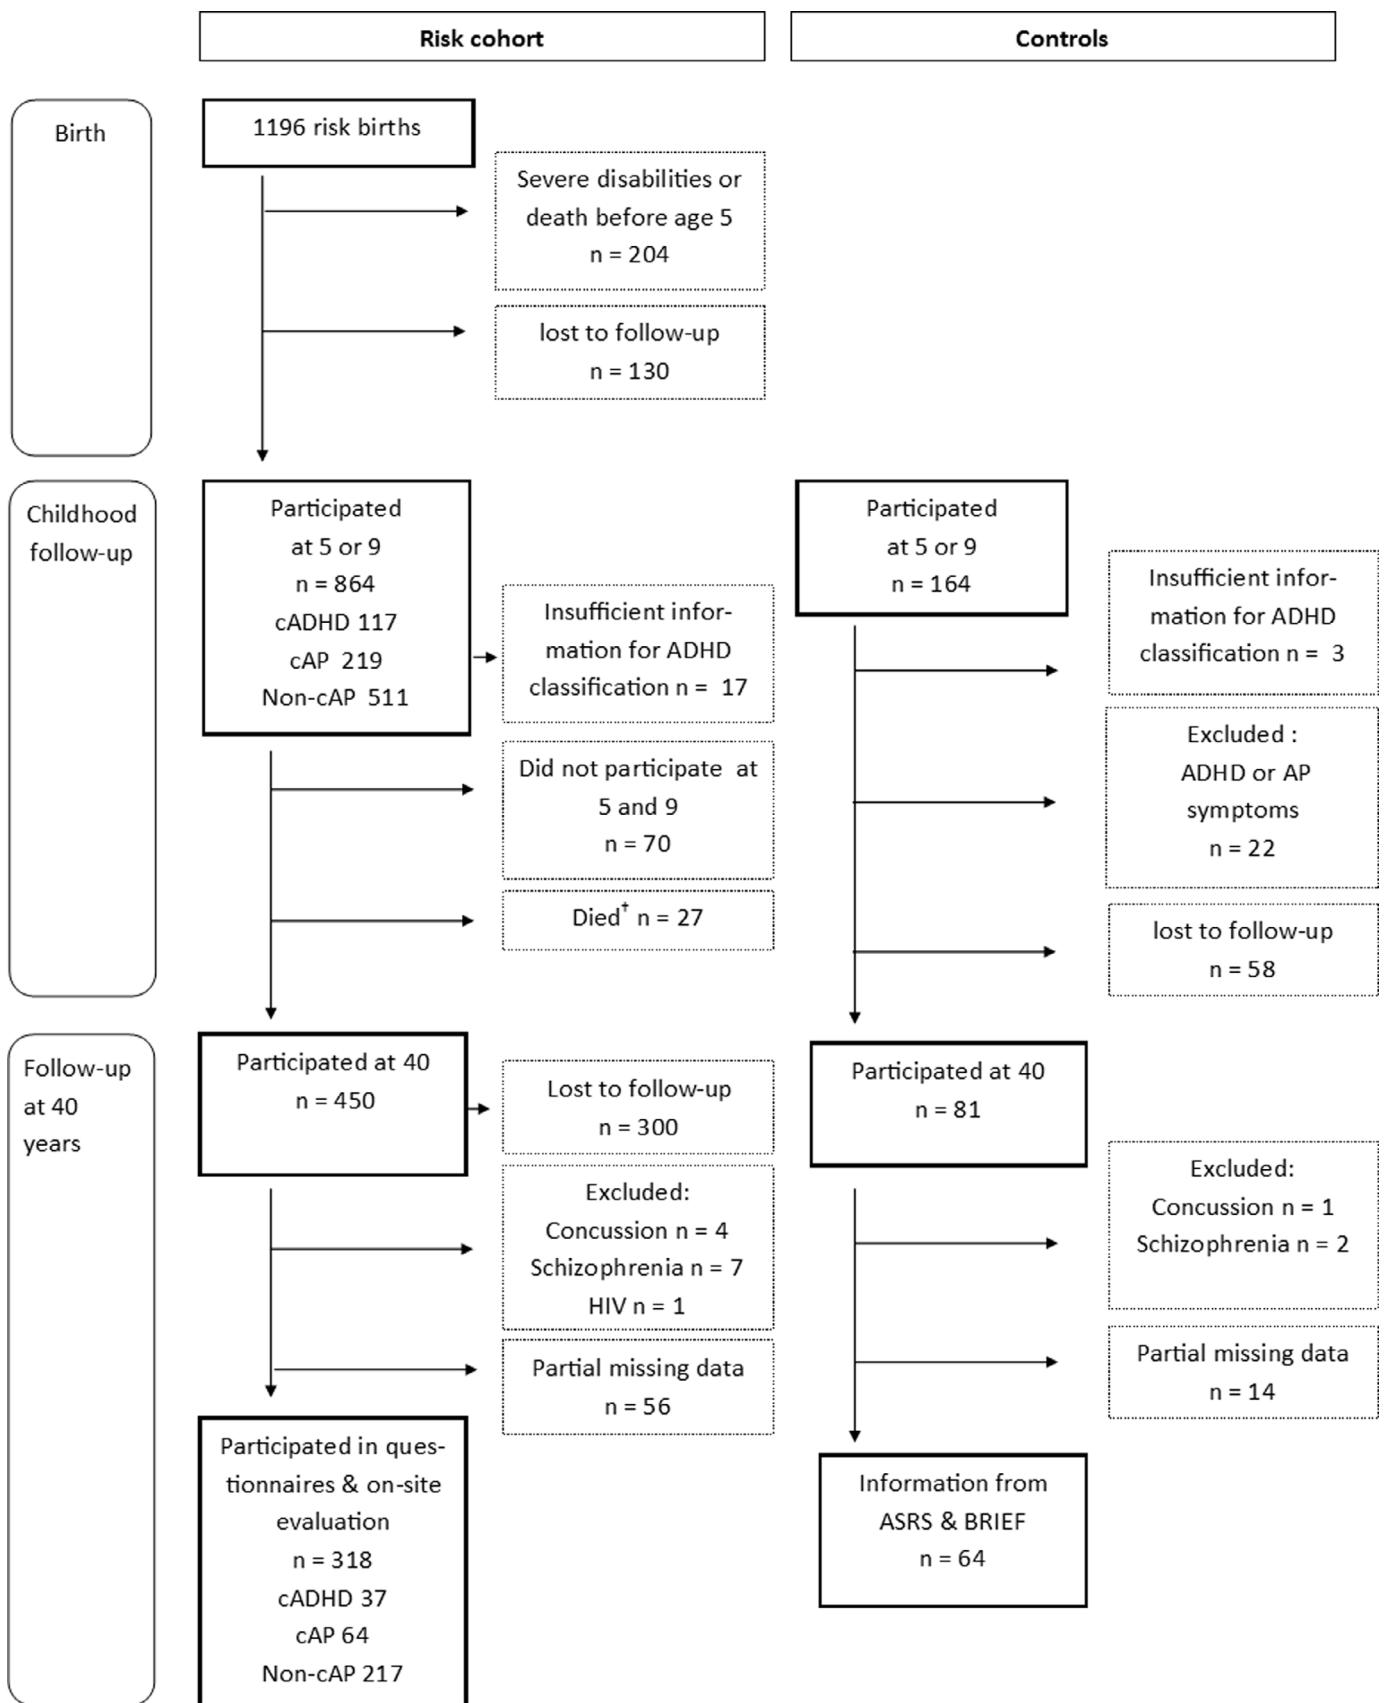 Risk cohort
Controls
Birth
1196 risk births
Severe disabilities or
death before age 5
n = 204
lost to follow-up
n = 130
Childhood
follow-up
Participated
at 5 or 9
n = 864
cADHD 117
cAP 219
Non-cAP 511
Insufficient infor-
mation for ADHD
classification n = 17
Did not participate at
5 and 9
n = 70
Died† n = 27
Participated
at 5 or 9
n = 164
Insufficient infor-
mation for ADHD
classification n = 3
Excluded :
ADHD or AP
symptoms
n = 22
lost to follow-up
n = 58
Follow-up
at 40
years
Participated at 40
n = 450
Lost to follow-up
n = 300
Excluded:
Concussion n = 4
Schizophrenia n = 7
HIV n = 1
Partial missing data
n = 56
Participated in ques-
tionnaires & on-site
evaluation
n = 318
cADHD 37
cAP 64
Non-cAP 217
Participated at 40
n = 81
Excluded:
Concussion n = 1
Schizophrenia n = 2
Partial missing data
n = 14
Information from
ASRS & BRIEF
n = 64